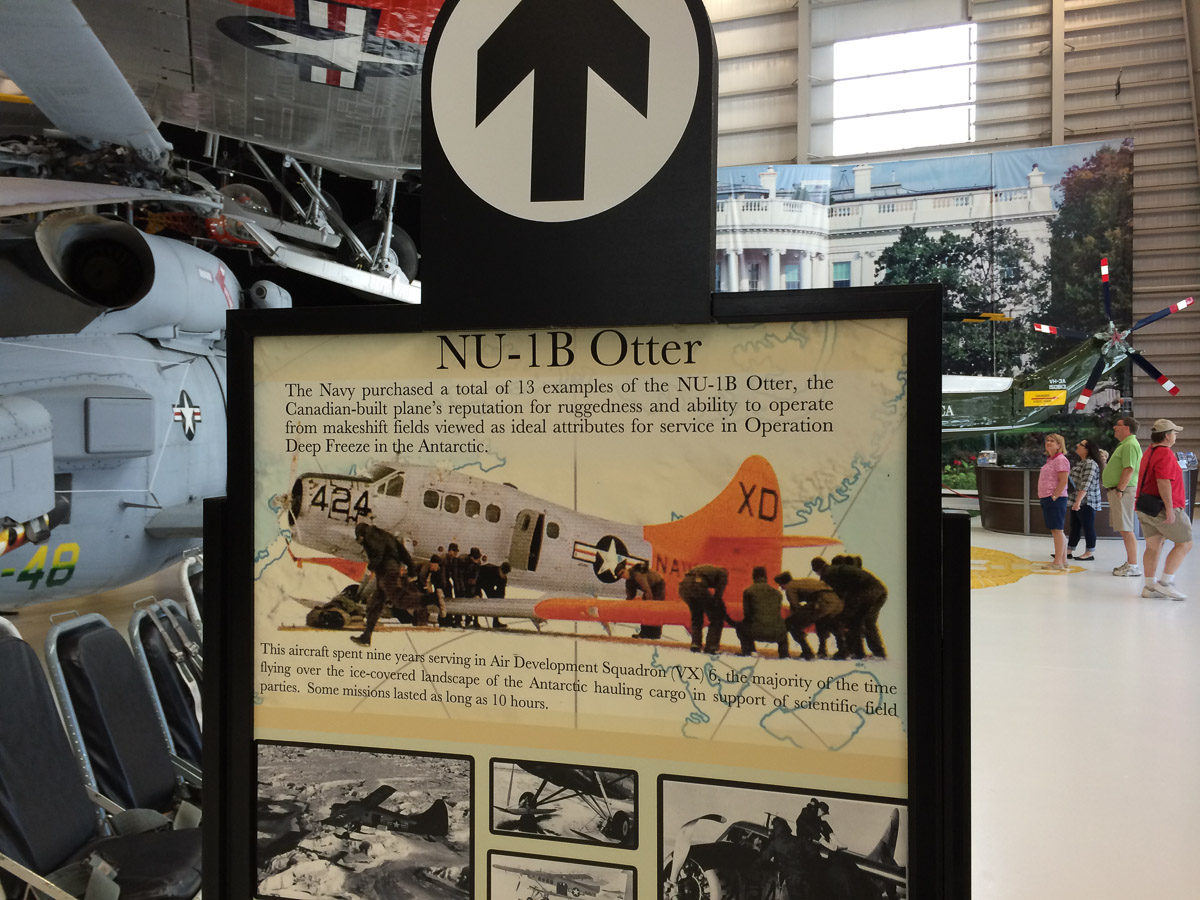 NU-1B Otter
The Navy purchased a total of 13 examples of the NU-1B Otter, the
Canadian-built plane's reputation for ruggedness and ability to operate
from makeshift fields viewed as ideal attributes for service in Operation
Deep Freeze in the Antarctic.
424
XD
NAV
This aircraft spent nine years serving in Air Development Squadron (VX) 6, the majority of the time
flying over the ice-covered landscape of the Antarctic hauling cargo in support of scientific field
parties. Some missions lasted as long as 10 hours.
-48
VH-3A
CA